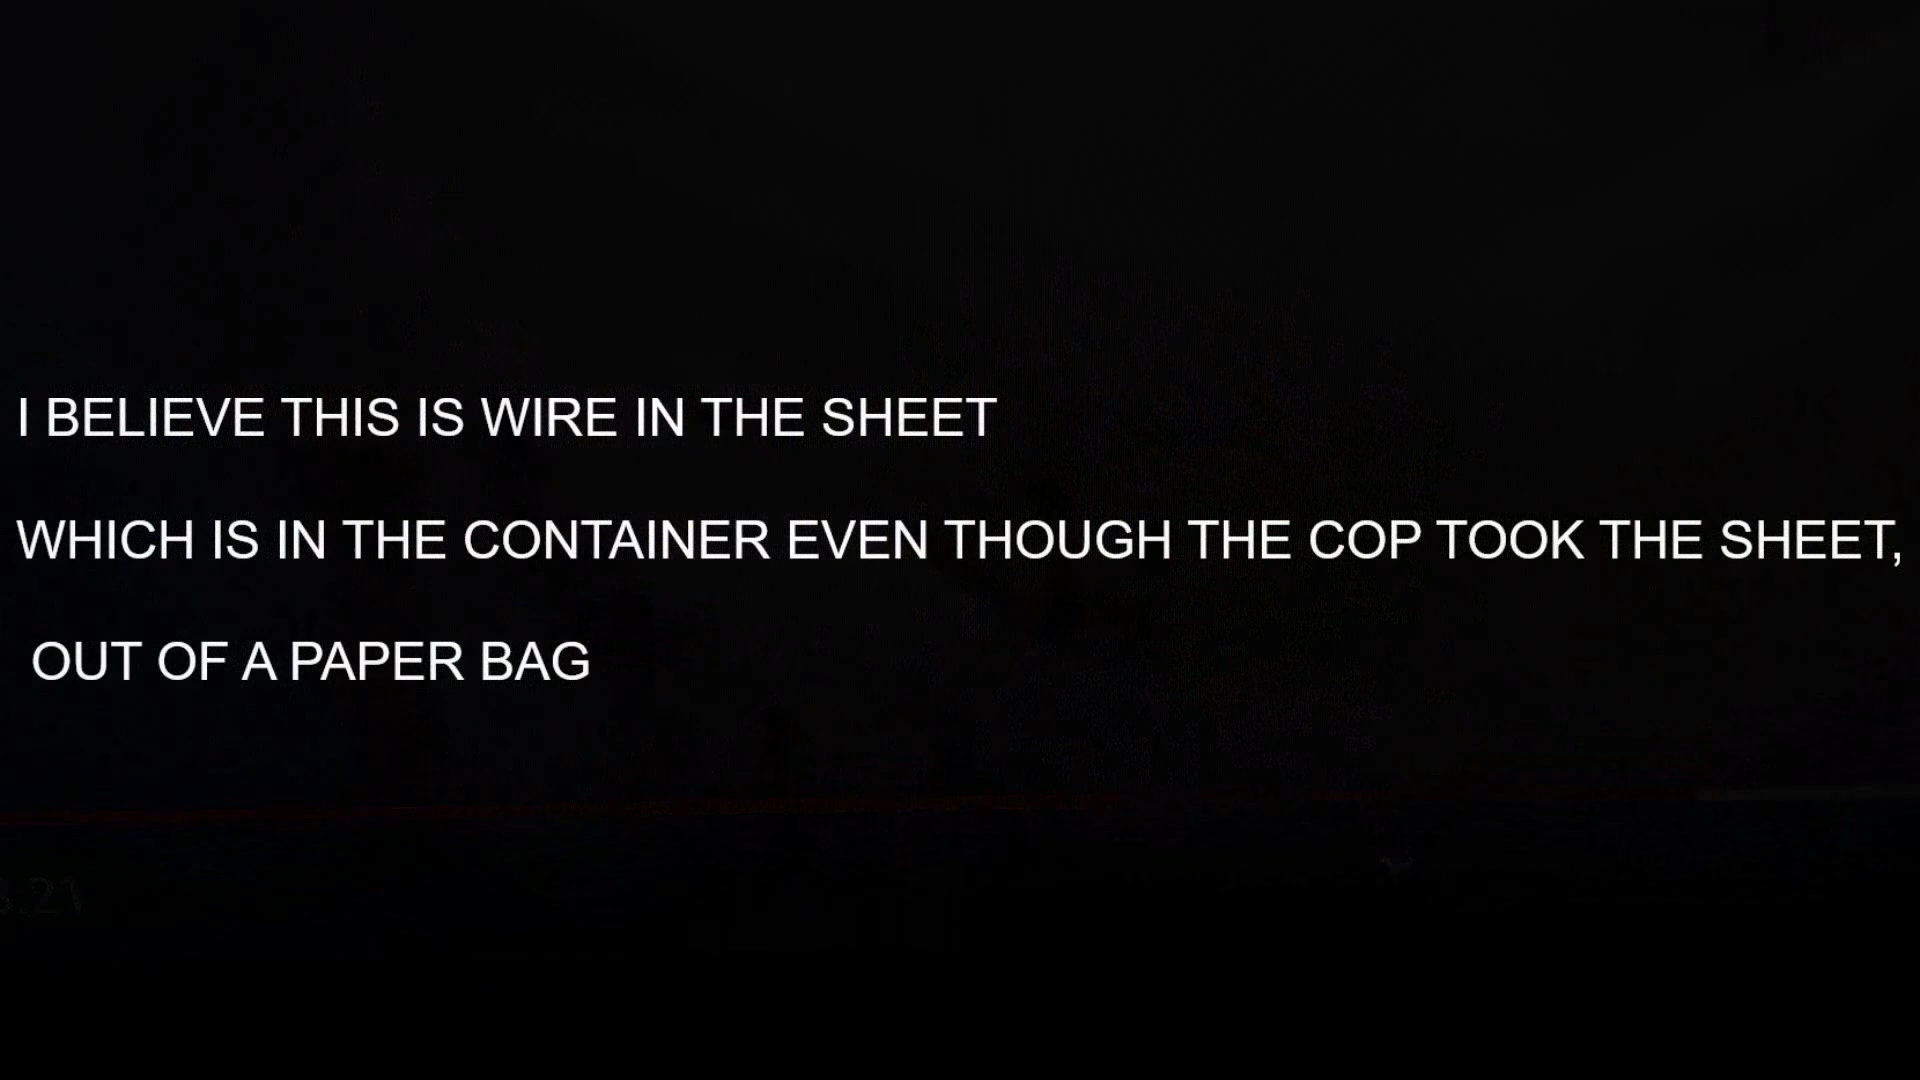 I BELIEVE THIS IS WIRE IN THE SHEET
WHICH IS IN THE CONTAINER EVEN THOUGH THE COP TOOK THE SHEET,
OUT OF A PAPER BAG